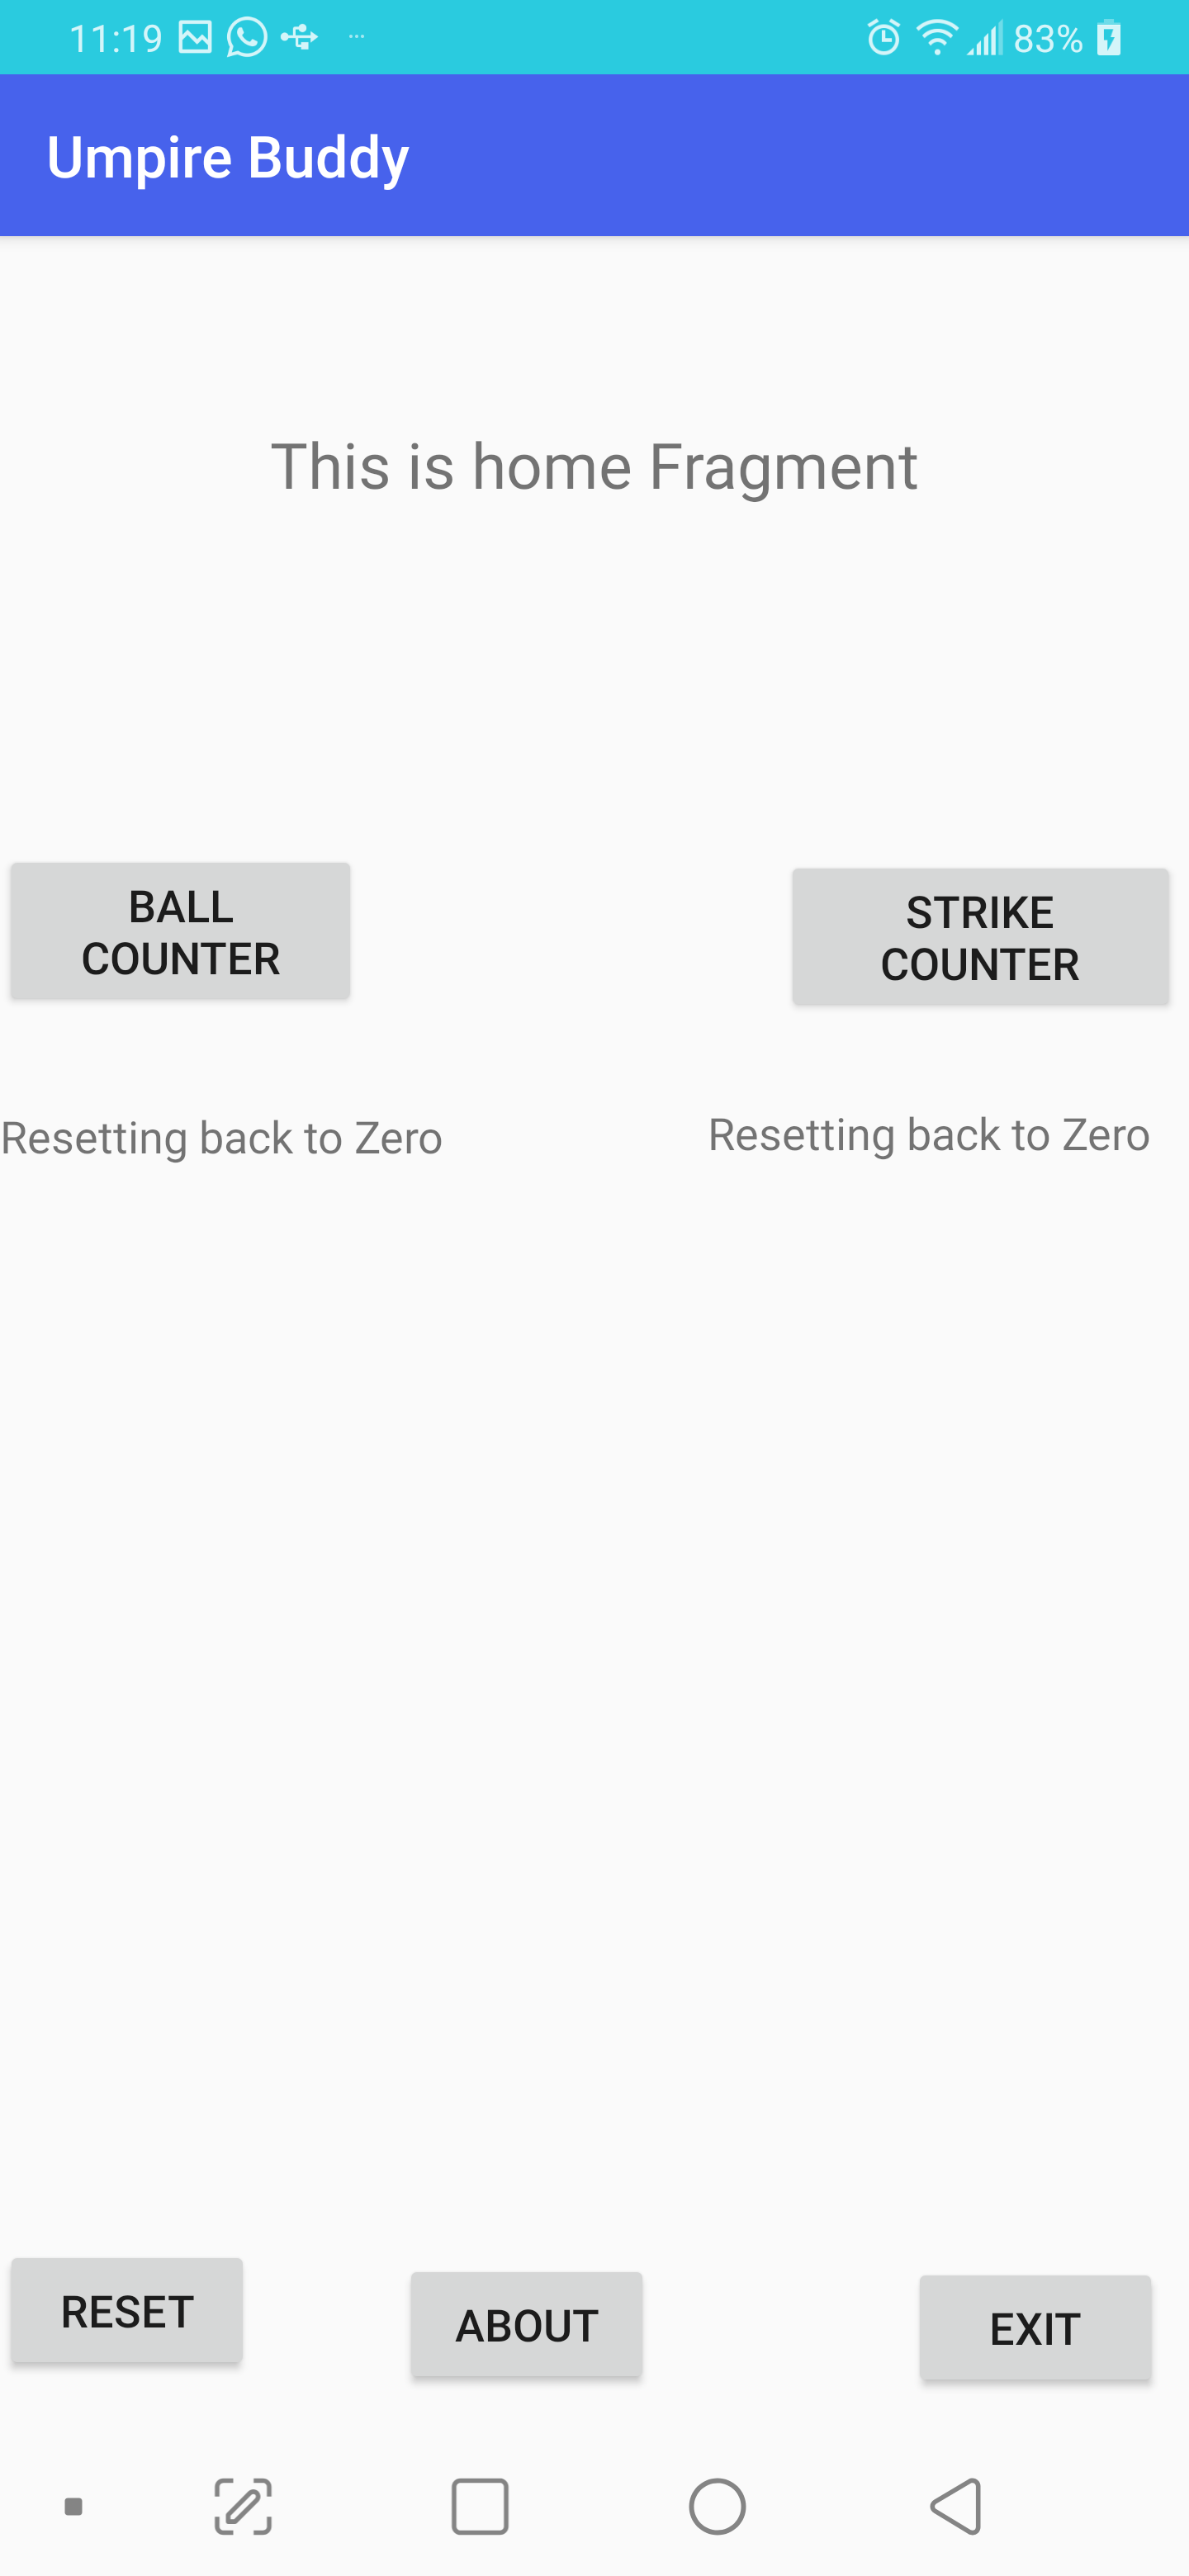 11:19
83%
Umpire Buddy
This is home Fragment
BALL
COUNTER
STRIKE
COUNTER
Resetting back to Zero
Resetting back to Zero
RESET
ABOUT
EXIT